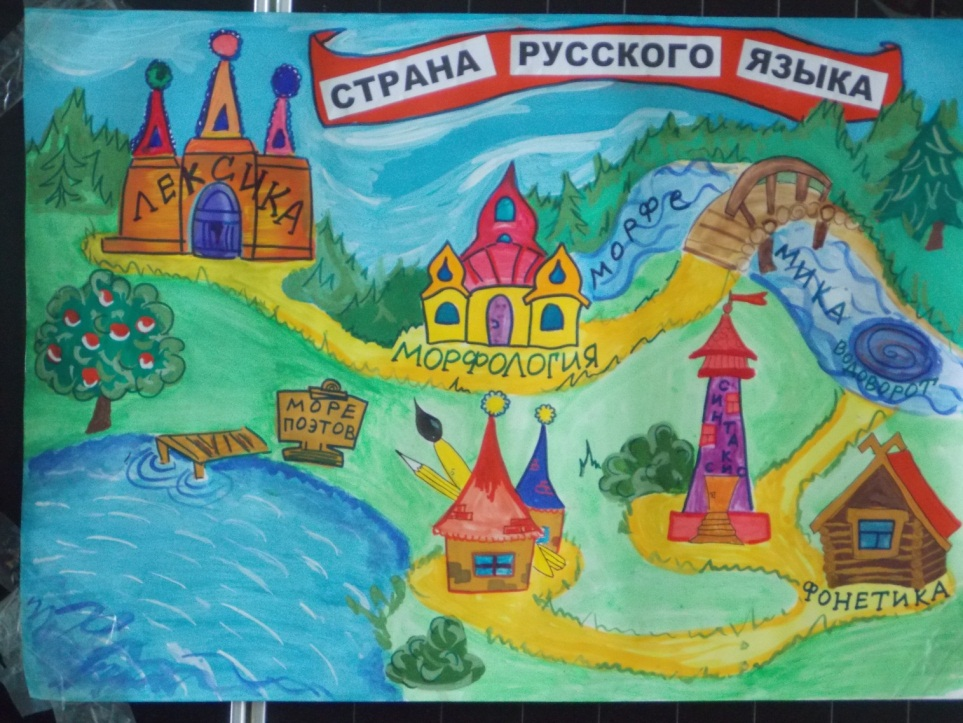 СТРАНА РУССКОГО ЯЗЫКА
ЛЕКСИКА
МОРФЕ
МИКА
ВОДОВОРОТ
МОРФОЛОГИЯ
МОРЕ
ПОЭТОВ
СИНТАКСИС
ФОНЕТИКА